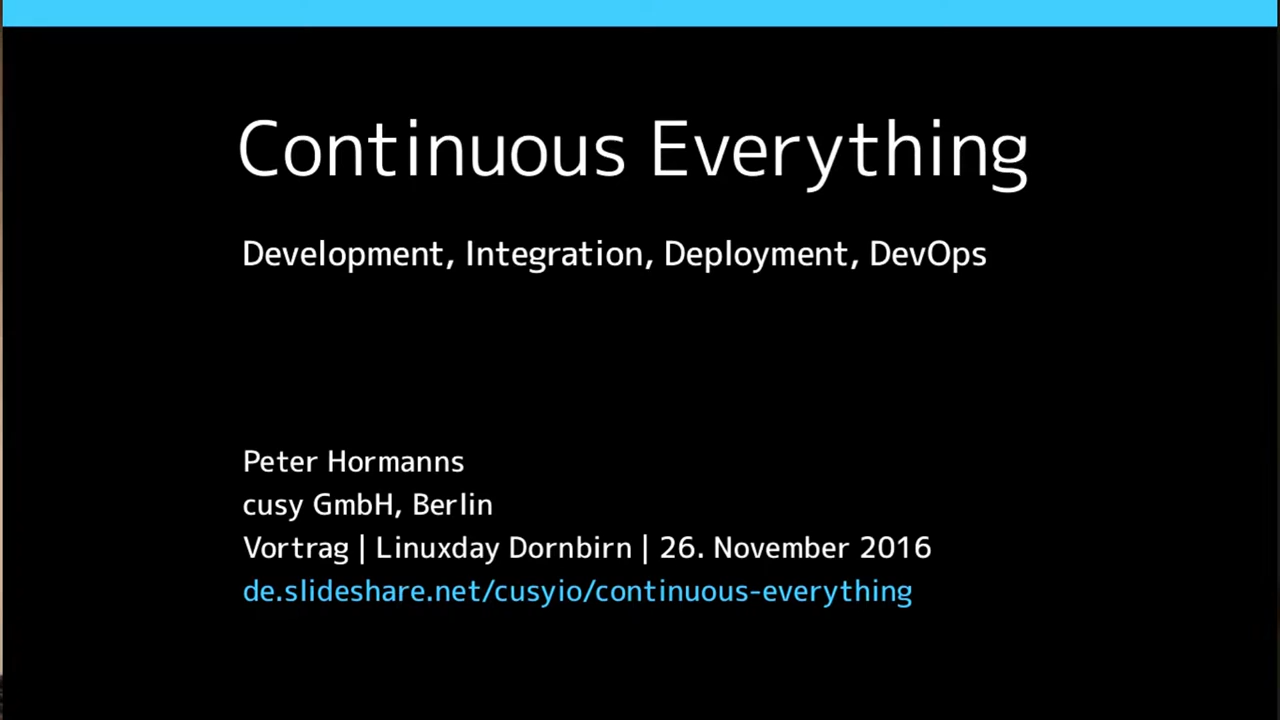 Continuous Everything
Development, Integration, Deployment, DevOps
Peter Hormanns
cusy GmbH, Berlin
Vortrag | Linuxday Dornbirn | 26. November 2016
de.slideshare.net/cusyio/continuous-everything